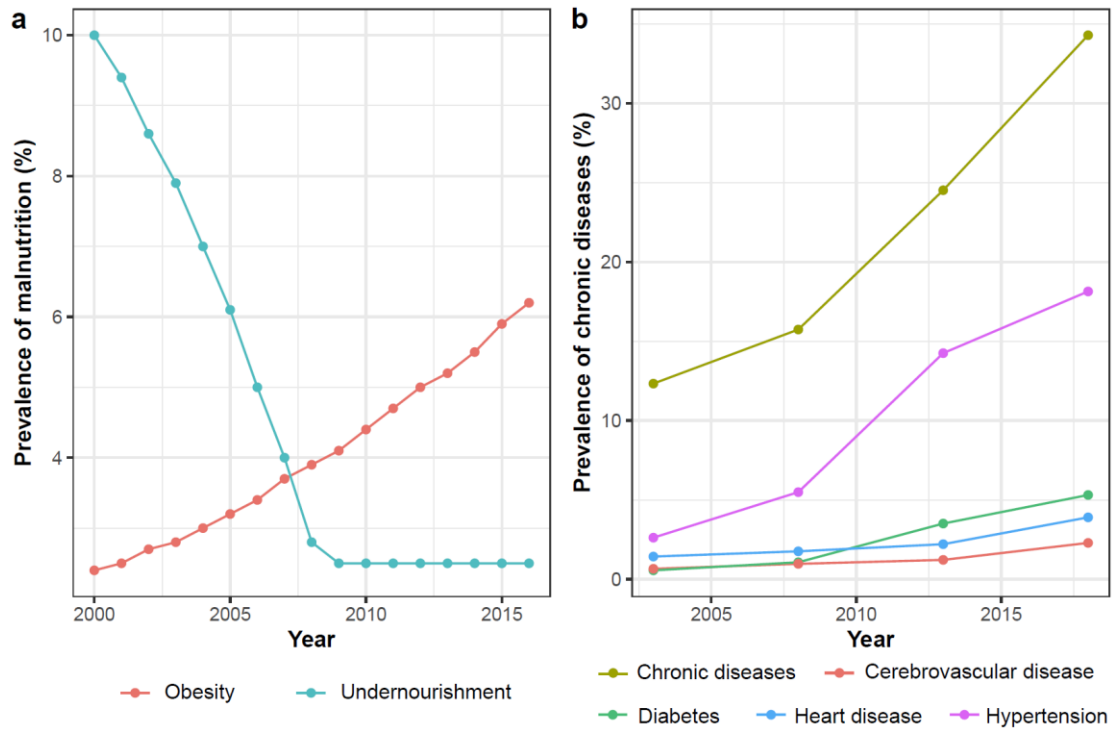 a
Prevalence of malnutrition (%)
10
8
6
4
2000
2005
2010
2015
Year
Obesity
Undernourishment
b
Prevalence of chronic diseases (%)
30
20
10
0
2005
2010
2015
Year
Chronic diseases
Cerebrovascular disease
Diabetes
Heart disease
Hypertension